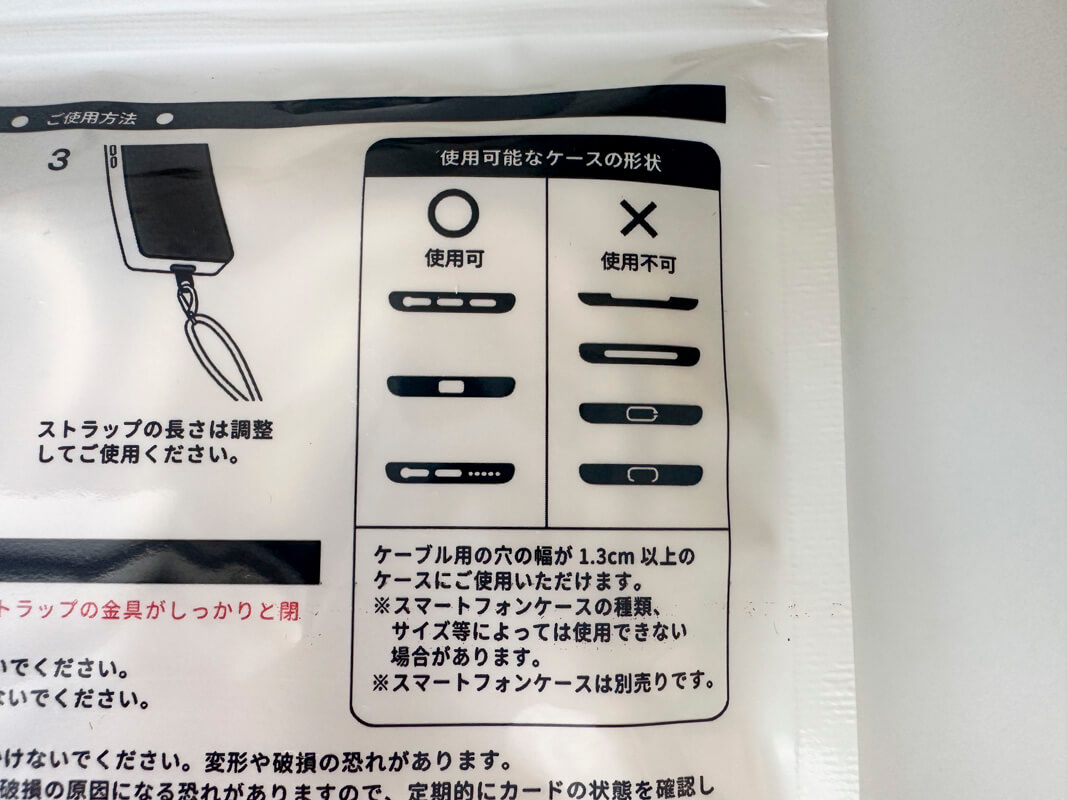 ご使用方法
3
ストラップの長さは調整
してご使用ください。
使用可能なケースの形状
使用可
使用不可
ケーブル用の穴の幅が 1.3cm 以上の
ケースにご使用いただけます。
※スマートフォンケースの種類、
サイズ等によっては使用できない
場合があります。
※スマートフォンケースは別売りです。
トラップの金具がしっかりと閉
いでください。
ないでください。
けないでください。変形や破損の恐れがあります。
破損の原因になる恐れがありますので、定期的にカードの状態を確認し